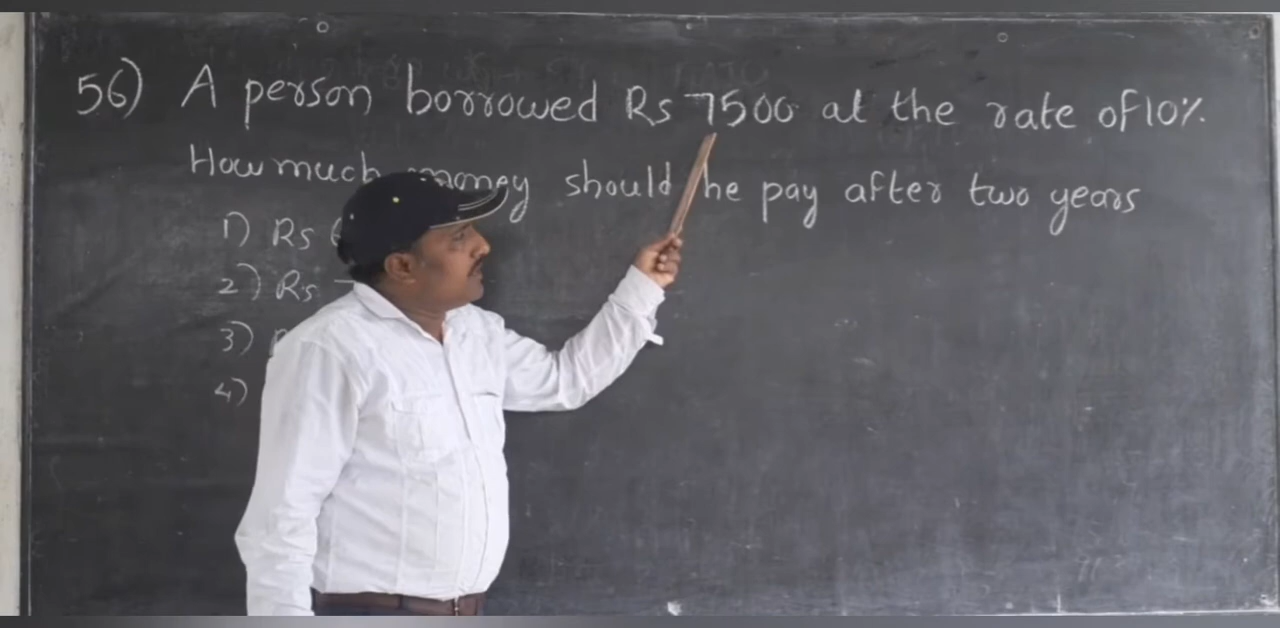 56) A person borrowed Rs 7500 at the rate of 10%
How much money should he pay after two years
1) Rs
2) Rs
3)
4)